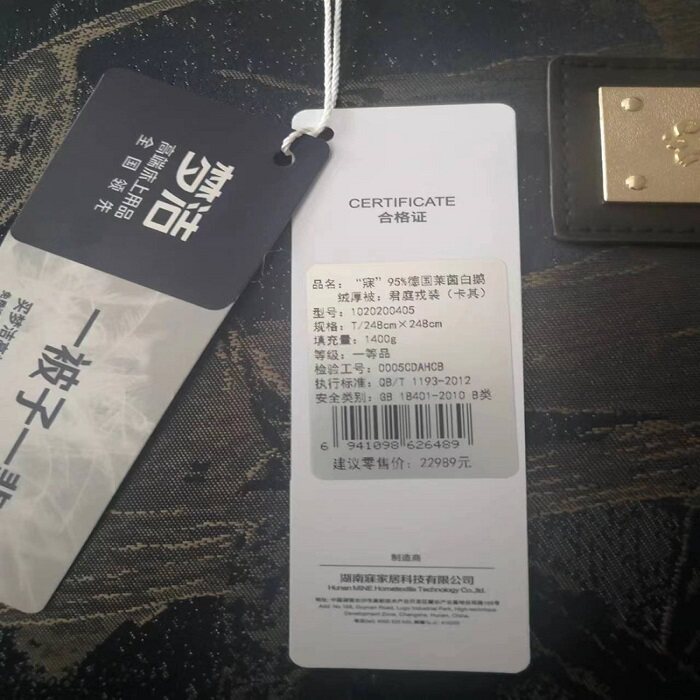 梦洁
高端床上用品
全国领先
一被子一
CERTIFICATE
合格证
品名: “寐”95%德国莱茵白鹅
绒厚被: 君庭戎装 (卡其)
型号: 1020200405
规格: T/248cm×248cm
填充量: 1400g
等级: 一等品
检验工号: 0005CDAHCB
执行标准: QB/T 1193-2012
安全类别: GB 18401-2010 B类
6 941098 626489
建议零售价: 22989元
制造商
湖南寐家居科技有限公司
Hunan MINE Hometextile Technology Co.,Ltd.